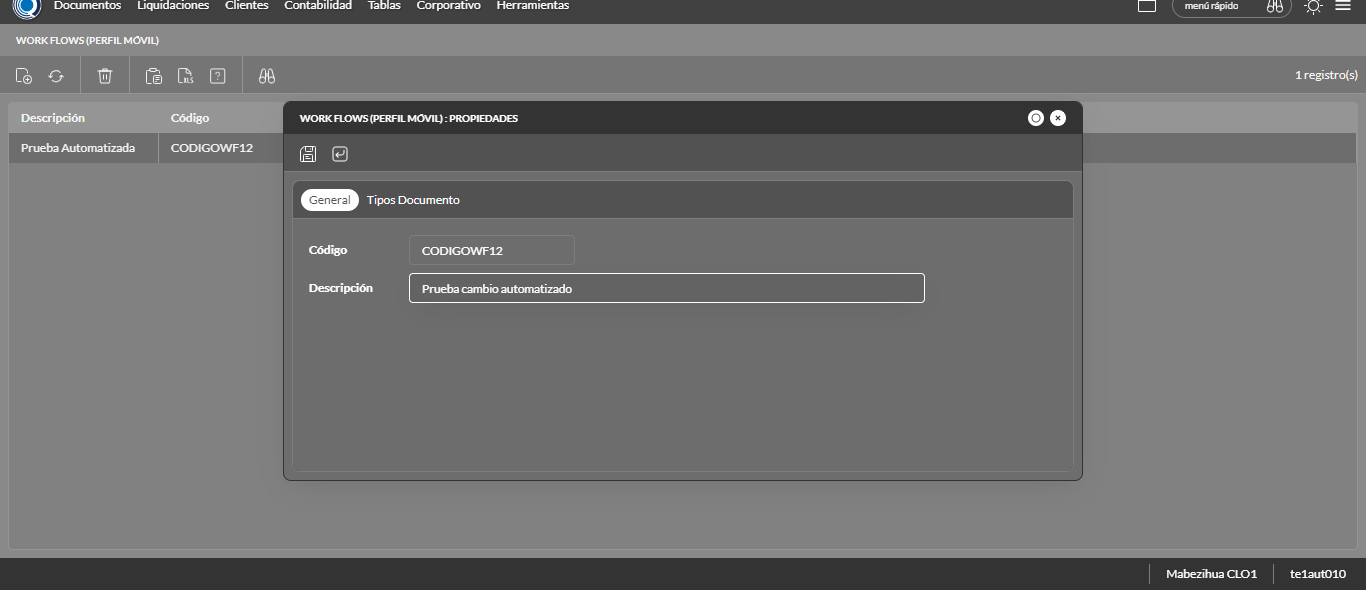 Documentos Liquidaciones Clientes Contabilidad Tablas Corporativo Herramientas menú rápido
WORK FLOWS (PERFIL MÓVIL)
XLS ? 1 registro(s)
Descripción Código
Prueba Automatizada CODIGOWF12
WORK FLOWS (PERFIL MÓVIL) : PROPIEDADES
General Tipos Documento
Código CODIGOWF12
Descripción Prueba cambio automatizado
Mabezihua CLO1 te1aut010